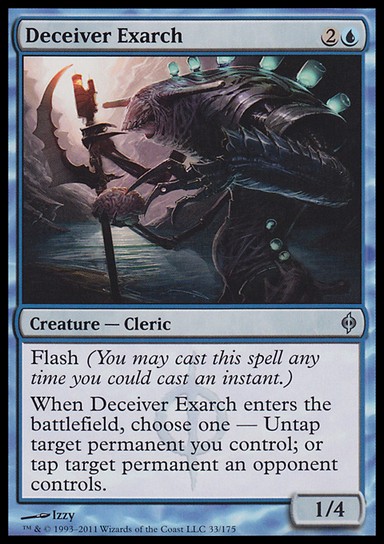 Deceiver Exarch 2
Creature — Cleric
Flash (You may cast this spell any
time you could cast an instant.)
When Deceiver Exarch enters the
battlefield, choose one — Untap
target permanent you control; or
tap target permanent an opponent
controls.
Izzy
™ & © 1993–2011 Wizards of the Coast LLC 33/175
1/4